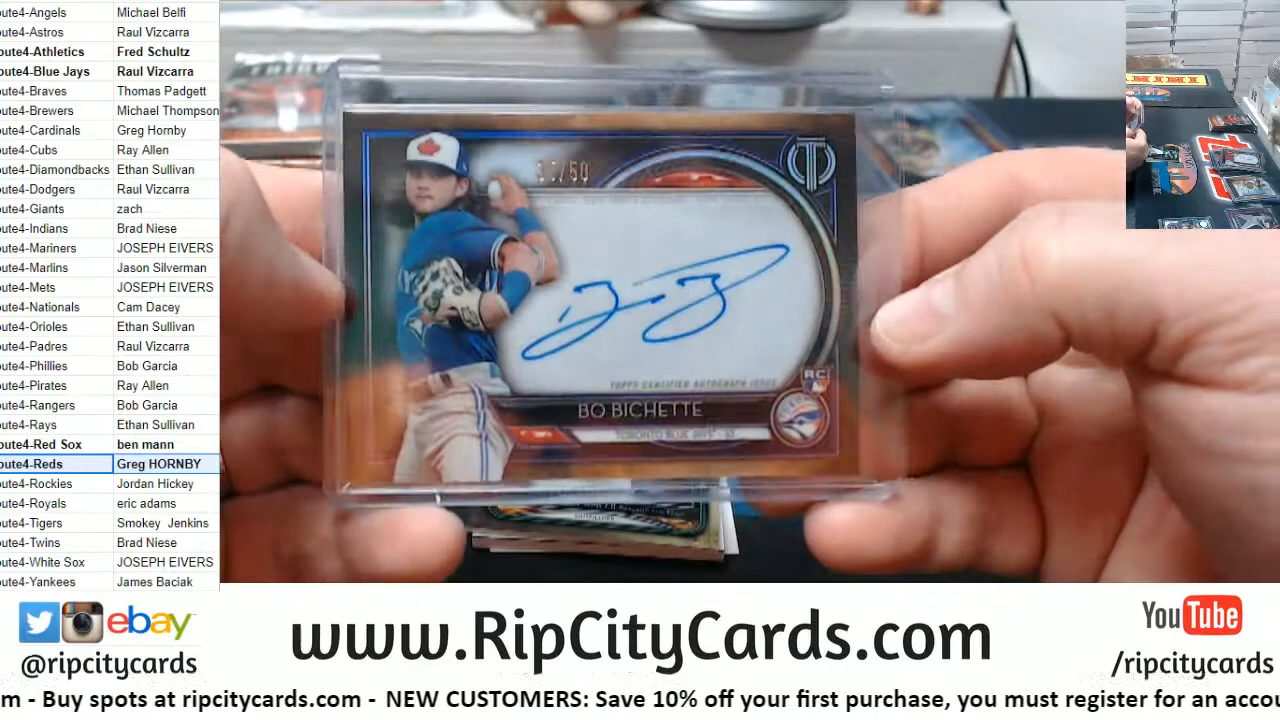 oute4-Angels Michael Belfi
oute4-Astros Raul Vizcarra
oute4-Athletics Fred Schultz
oute4-Blue Jays Raul Vizcarra
oute4-Braves Thomas Padgett
oute4-Brewers Michael Thompson
oute4-Cardinals Greg Hornby
oute4-Cubs Ray Allen
oute4-Diamondbacks Ethan Sullivan
oute4-Dodgers Raul Vizcarra
oute4-Giants zach
oute4-Indians Brad Niese
oute4-Mariners JOSEPH EIVERS
oute4-Marlins Jason Silverman
oute4-Mets JOSEPH EIVERS
oute4-Nationals Cam Dacey
oute4-Orioles Ethan Sullivan
oute4-Padres Raul Vizcarra
oute4-Phillies Bob Garcia
oute4-Pirates Ray Allen
oute4-Rangers Bob Garcia
oute4-Rays Ethan Sullivan
oute4-Red Sox ben mann
oute4-Reds Greg HORNBY
oute4-Rockies Jordan Hickey
oute4-Royals eric adams
oute4-Tigers Smokey Jenkins
oute4-Twins Brad Niese
oute4-White Sox JOSEPH EIVERS
oute4-Yankees James Baciak
/50
TOPPS CERTIFIED AUTOGRAPH ISSUE
RC
BO BICHETTE
TORONTO BLUE JAYS
ebay
@ripcitycards
www.RipCityCards.com
YouTube
/ripcitycards
m - Buy spots at ripcitycards.com - NEW CUSTOMERS: Save 10% off your first purchase, you must register for an accou